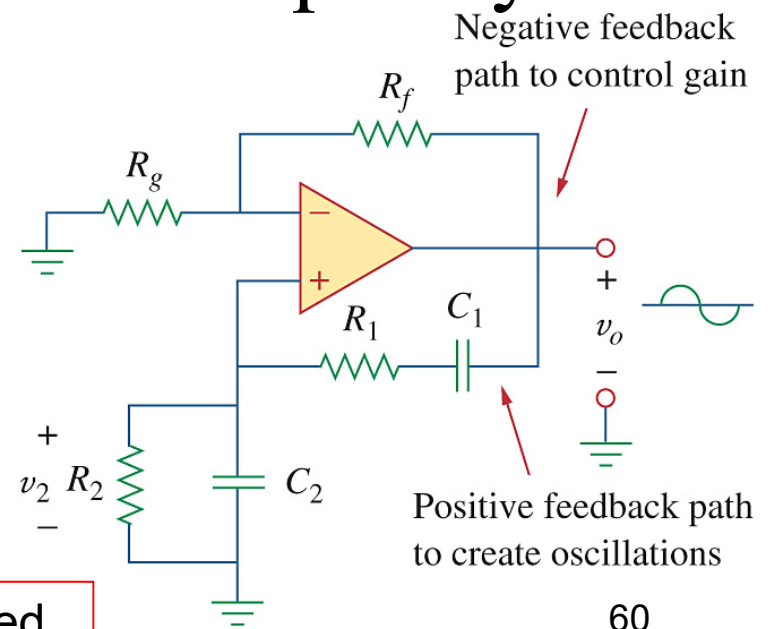 Negative feedback
path to control gain
R_f
R_g
−
+
R_1
C_1
+
v_o
−
+
v_2 R_2
−
C_2
Positive feedback path
to create oscillations
60